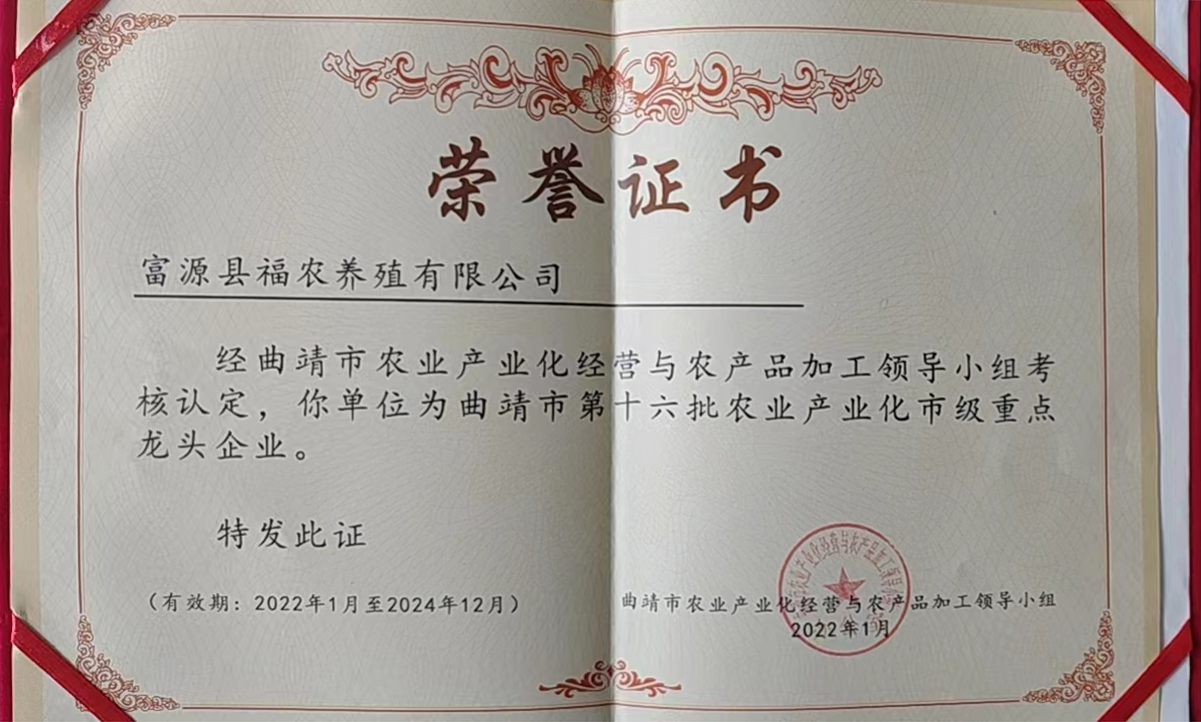 荣誉证书
富源县福农养殖有限公司
经曲靖市农业产业化经营与农产品加工领导小组考
核认定，你单位为曲靖市第十六批农业产业化市级重点
龙头企业。
特发此证
（有效期：2022年1月至2024年12月）
曲靖市农业产业化经营与农产品加工领导小组
2022年1月